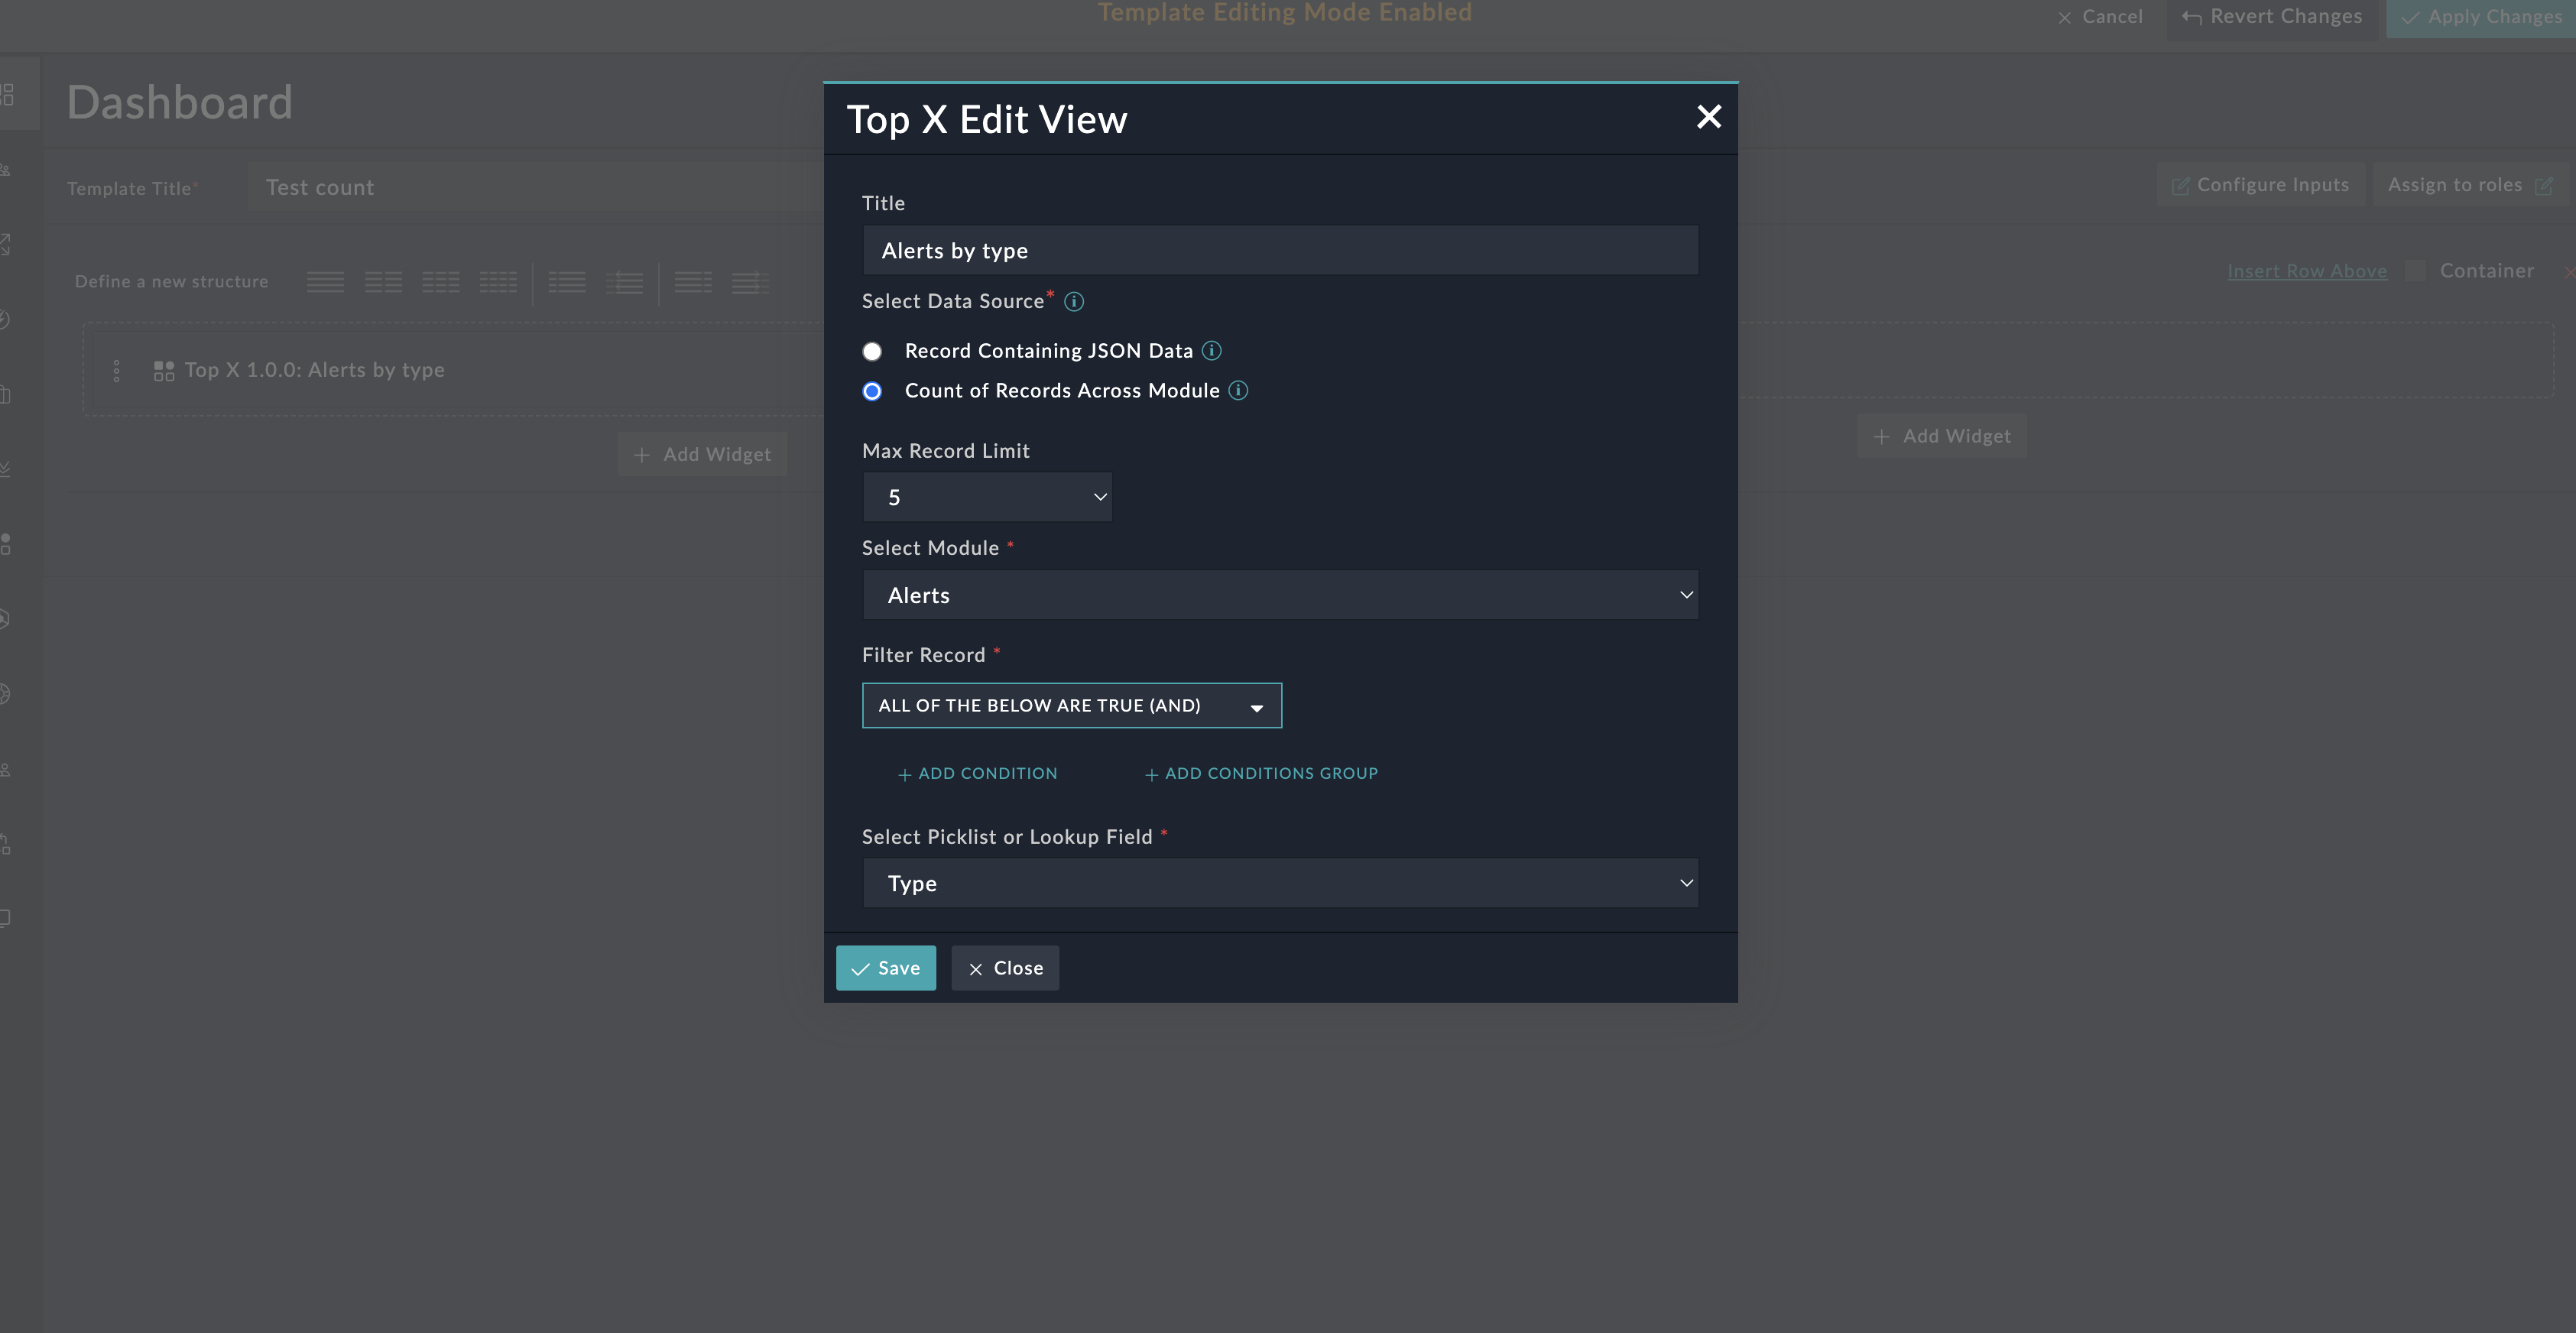 Template Editing Mode Enabled
Cancel
Revert Changes
Apply Changes
Dashboard
Template Title*
Test count
Configure Inputs
Assign to roles
Define a new structure
Insert Row Above
Container
Top X 1.0.0: Alerts by type
Add Widget
Add Widget
Top X Edit View
Title
Alerts by type
Select Data Source*
Record Containing JSON Data
Count of Records Across Module
Max Record Limit
5
Select Module *
Alerts
Filter Record *
ALL OF THE BELOW ARE TRUE (AND)
+ ADD CONDITION
+ ADD CONDITIONS GROUP
Select Picklist or Lookup Field *
Type
Save
Close